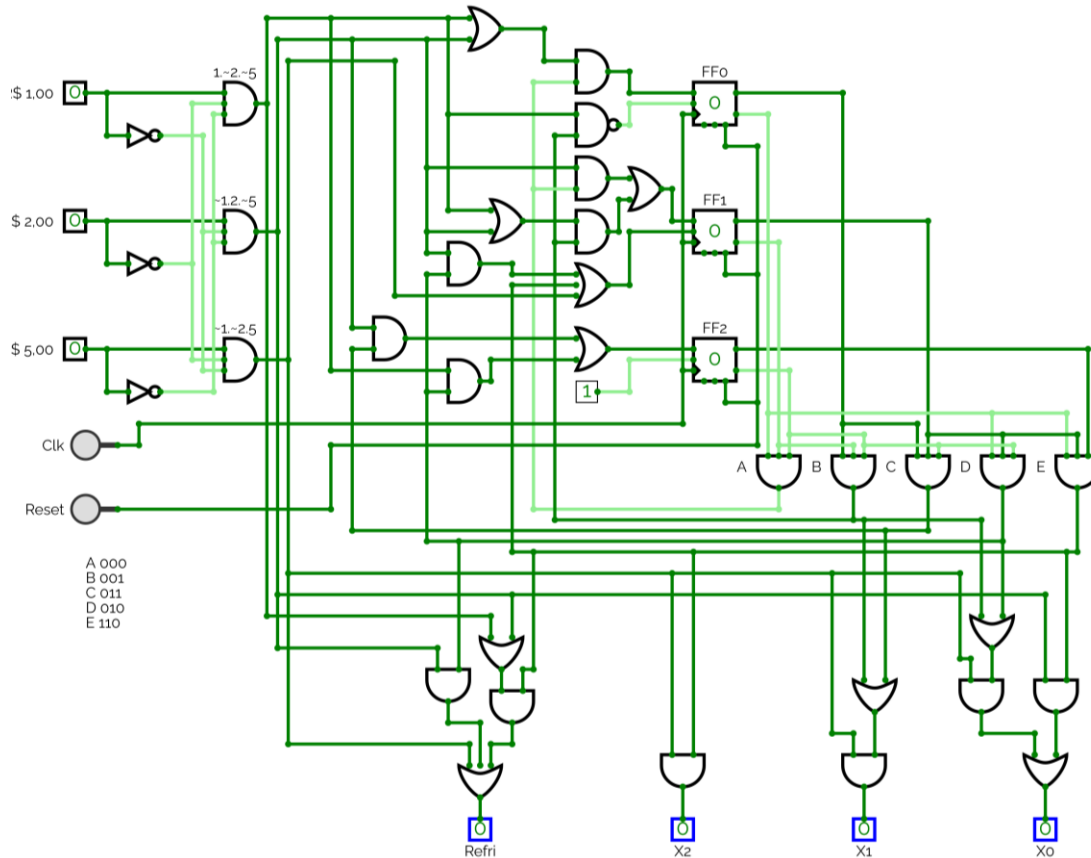 1.~2.~5
FF0
$ 1.00 0
0
~1.2.~5
FF1
$ 2.00 0
0
~1.~2.5
FF2
$ 5.00 0
0
1
Clk
A B C D E
Reset
A 000
B 001
C 011
D 010
E 110
0 0 0 0
Refri X2 X1 X0